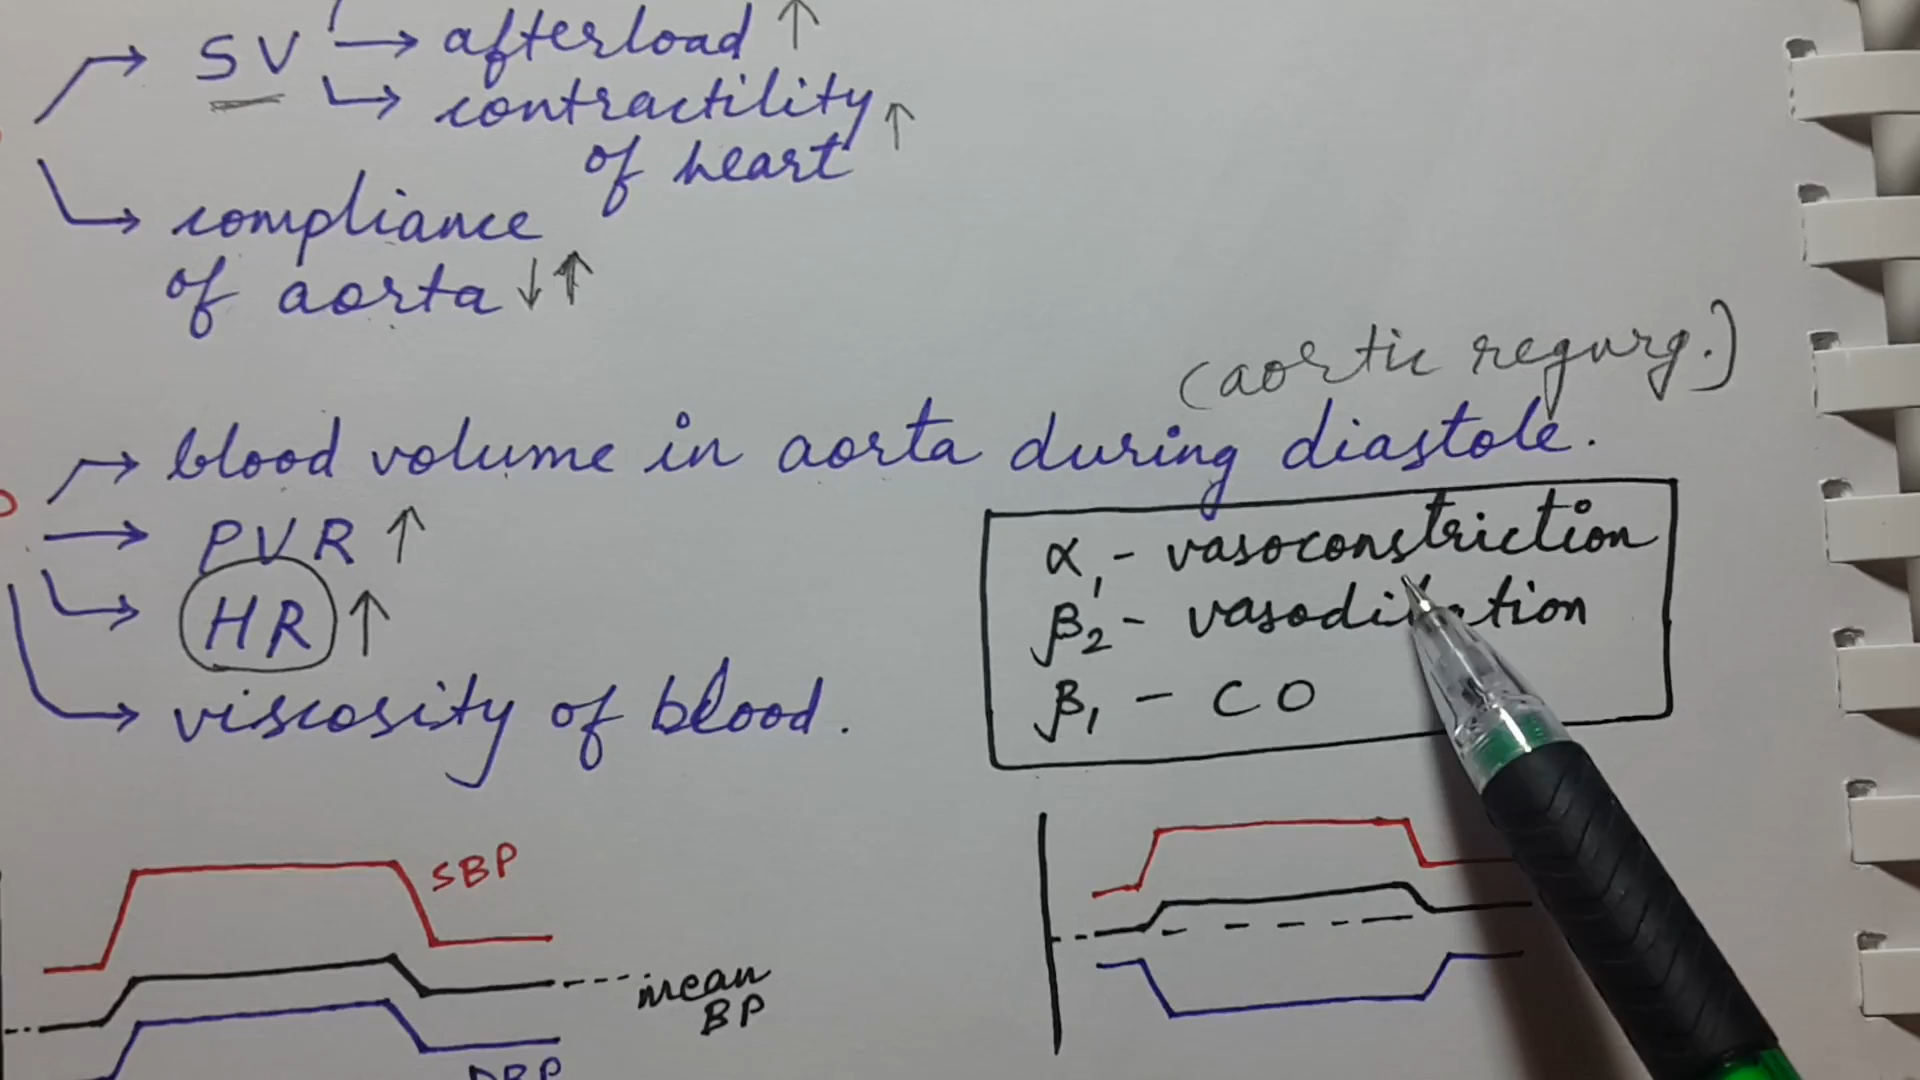 SV → afterload ↑
→ contractility ↑
of heart
→ compliance
of aorta ↓↑
(aortic regurg.)
→ blood volume in aorta during diastole.
→ PVR ↑
→ HR ↑
→ viscosity of blood.
α₁ - vasoconstriction
β₂ - vasodilation
β₁ - CO
SBP
mean
BP
DBP